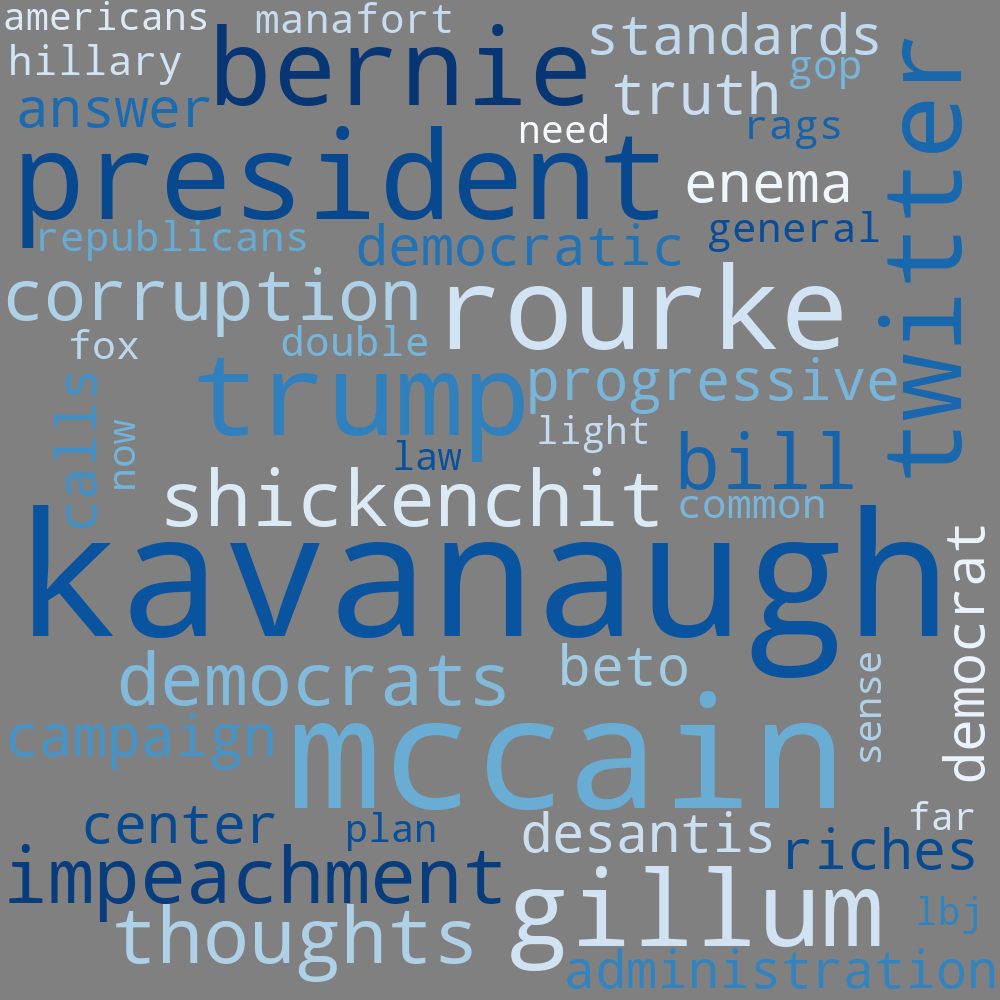 americans
manafort
hillary
bernie
standards
gop
answer
truth
twitter
need
rags
president
enema
republicans
democratic
general
corruption
rourke
fox
double
trump
progressive
calls
now
light
law
bill
shickenchit
common
kavanaugh
democrat
democrats
beto
sense
campaign
mccain
center
plan
desantis
far
riches
impeachment
gillum
thoughts
lbj
administration